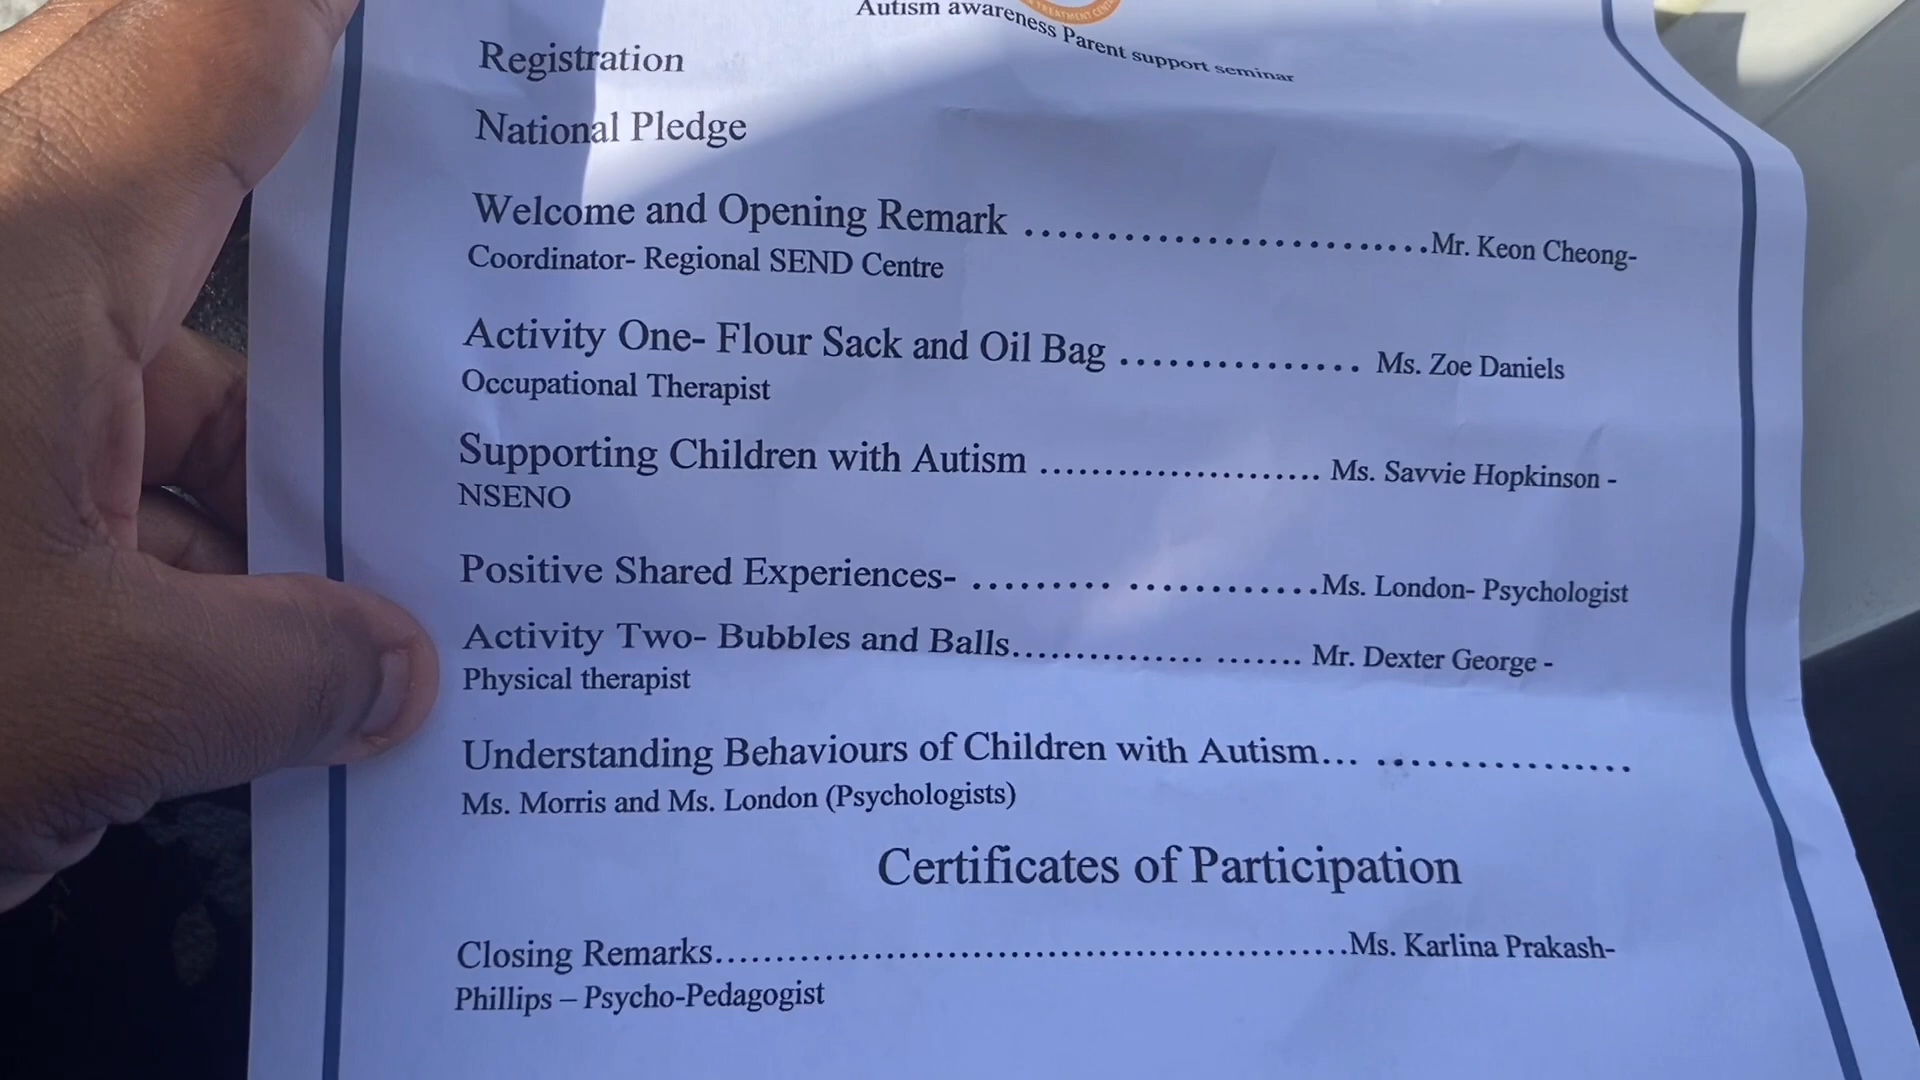 TREATMENT CENT
Autism awareness Parent support seminar
Registration
National Pledge
Welcome and Opening Remark ..............................Mr. Keon Cheong-
Coordinator- Regional SEND Centre
Activity One- Flour Sack and Oil Bag ............... Ms. Zoe Daniels
Occupational Therapist
Supporting Children with Autism ...................... Ms. Savvie Hopkinson -
NSENO
Positive Shared Experiences- ......... ............Ms. London- Psychologist
Activity Two- Bubbles and Balls................ ....... Mr. Dexter George -
Physical therapist
Understanding Behaviours of Children with Autism... ................
Ms. Morris and Ms. London (Psychologists)
Certificates of Participation
Closing Remarks......................................................Ms. Karlina Prakash-
Phillips – Psycho-Pedagogist